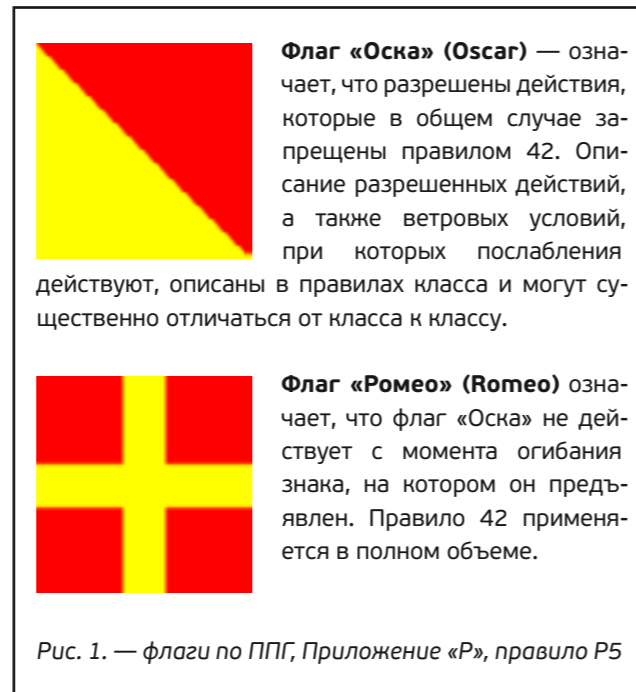 Флаг «Оска» (Oscar) — озна-
чает, что разрешены действия,
которые в общем случае за-
прещены правилом 42. Опи-
сание разрешенных действий,
а также ветровых условий,
при которых послабления
действуют, описаны в правилах класса и могут су-
щественно отличаться от класса к классу.
Флаг «Ромео» (Romeo) озна-
чает, что флаг «Оска» не дей-
ствует с момента огибания
знака, на котором он предъ-
явлен. Правило 42 применя-
ется в полном объеме.
Рис. 1. — флаги по ППГ, Приложение «Р», правило Р5